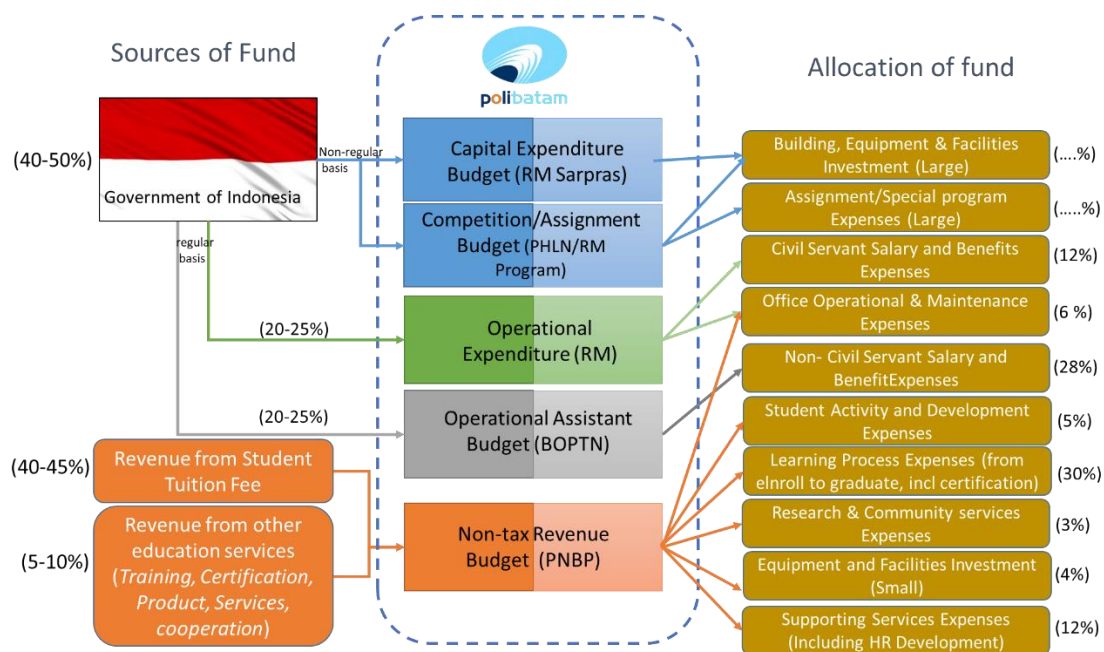 Sources of Fund
polibatam
Allocation of fund
(40-50%)
Government of Indonesia
Non-regular
basis
regular
basis
(20-25%)
(20-25%)
(40-45%)
Revenue from Student
Tuition Fee
(5-10%)
Revenue from other
education services
(Training, Certification,
Product, Services,
cooperation)
Capital Expenditure
Budget (RM Sarpras)
Competition/Assignment
Budget (PHLN/RM
Program)
Operational
Expenditure (RM)
Operational Assistant
Budget (BOPTN)
Non-tax Revenue
Budget (PNBP)
Building, Equipment & Facilities
Investment (Large)
(....%)
Assignment/Special program
Expenses (Large)
(.....%)
Civil Servant Salary and Benefits
Expenses
(12%)
Office Operational & Maintenance
Expenses
(6 %)
Non- Civil Servant Salary and
BenefitExpenses
(28%)
Student Activity and Development
Expenses
(5%)
Learning Process Expenses (from
elnroll to graduate, incl certification)
(30%)
Research & Community services
Expenses
(3%)
Equipment and Facilities Investment
(Small)
(4%)
Supporting Services Expenses
(Including HR Development)
(12%)